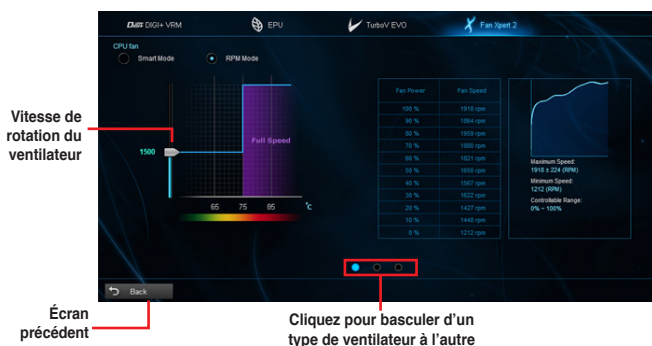 DIGI+ VRM
EPU
TurboV EVO
Fan Xpert 2
CPU fan
Smart Mode
RPM Mode
Vitesse de
rotation du
ventilateur
1500
Full Speed
65 75 85 °c
Fan Power Fan Speed
100 % 1918 rpm
90 % 1864 rpm
80 % 1959 rpm
70 % 1880 rpm
60 % 1821 rpm
50 % 1658 rpm
40 % 1567 rpm
30 % 1622 rpm
20 % 1427 rpm
10 % 1448 rpm
0 % 1212 rpm
Maximum Speed:
1918 ± 224 (RPM)
Minimum Speed:
1212 (RPM)
Controllable Range:
0% ~ 100%
Back
Écran
précédent
Cliquez pour basculer d'un
type de ventilateur à l'autre